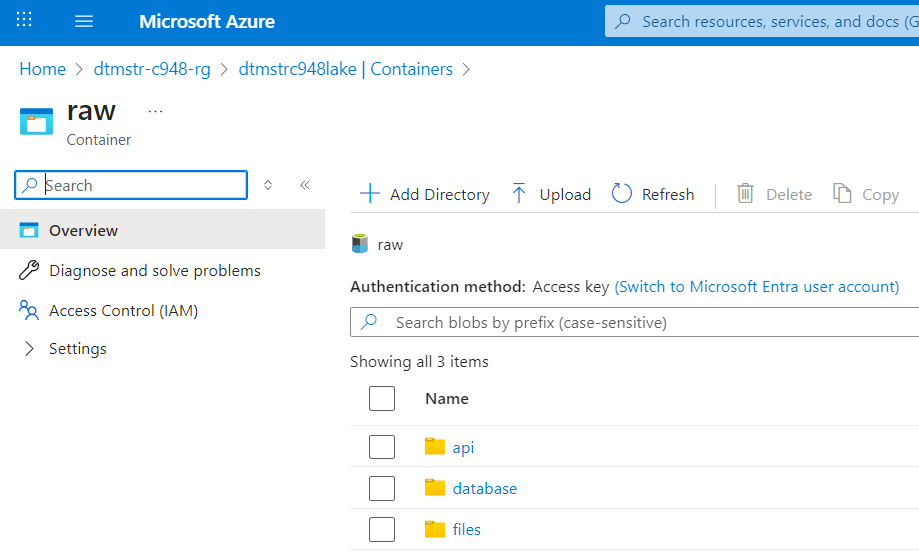 Microsoft Azure
Search resources, services, and docs (G
Home > dtmstr-c948-rg > dtmstrc948lake | Containers >
raw ...
Container
Search
Overview
Diagnose and solve problems
Access Control (IAM)
Settings
Add Directory Upload Refresh Delete Copy
raw
Authentication method: Access key (Switch to Microsoft Entra user account)
Search blobs by prefix (case-sensitive)
Showing all 3 items
Name
api
database
files